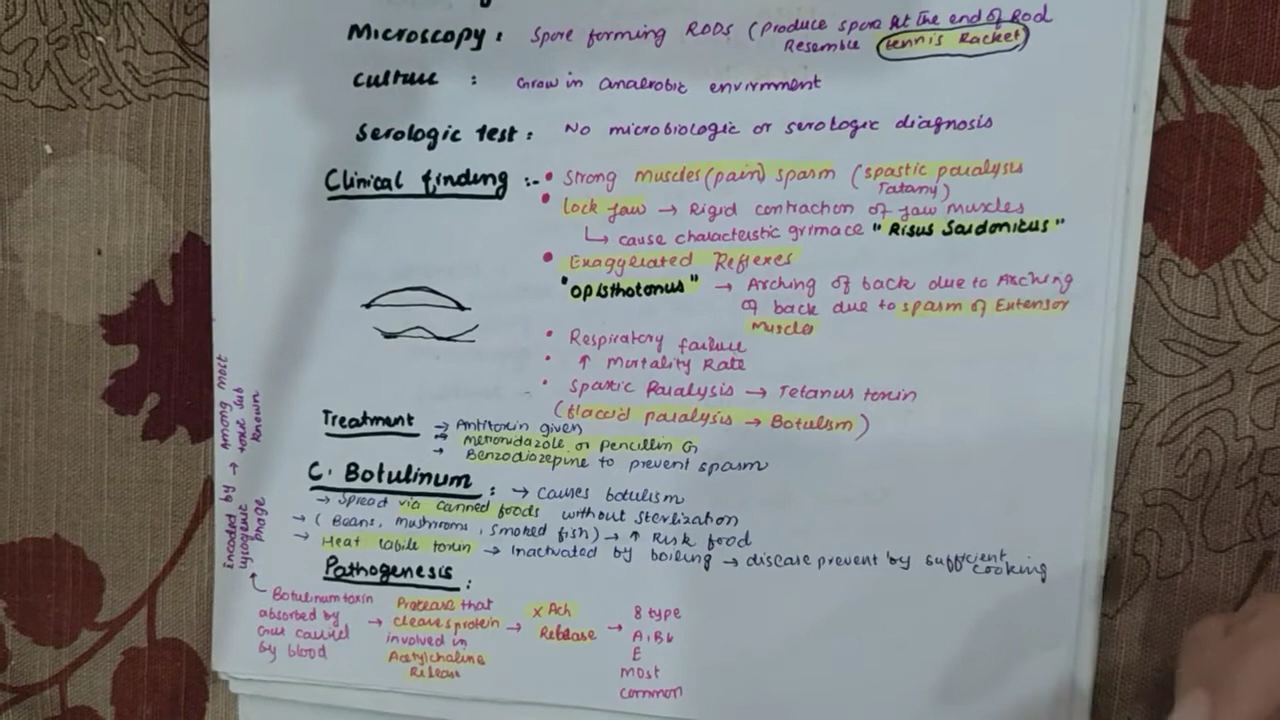 Microscopy : Spore forming RODs (Produce spore At the end of Rod
Resemble tennis Racket)
Culture : Grow in anaerobic envirnment
Serologic test : No microbiologic or serologic diagnosis
Clinical finding :- • Strong muscles (pain) spasm (spastic paralysis
Tatany)
• Lock Jaw → Rigid contraction of jaw muscles
↳ cause characteristic grimace "Risus Sardonicus"
• Exaggerated Reflexes
"Opisthotonus" → Arching of back due to Arching
of back due to spasm of Extensor
Muscles
• Respiratory failure
• ↑ Mortality Rate
• Spastic Paralysis → Tetanus toxin
(flaccid paralysis → Botulism)
Treatment → Antitoxin given
→ Metronidazole or Pencillin G
→ Benzodiozepine to prevent spasm
C. Botulinum : → causes botulism
→ Spread via canned foods without sterlization
→ (Beans, mushrooms, smoked fish) → ↑ Risk food
→ Heat labile toxin → Inactivated by boiling → disease prevent by sufficient
cooking
Pathogenesis :
Botulinum toxin
absorbed by
Gut carried
by blood
→ Protease that
cleaves protein
involved in
Acetylcholine
Release
→ x Ach
Release
→ 8 type
A, B &
E
most
common
Encoded by → Among most
lysogenic toxic sub
phage known